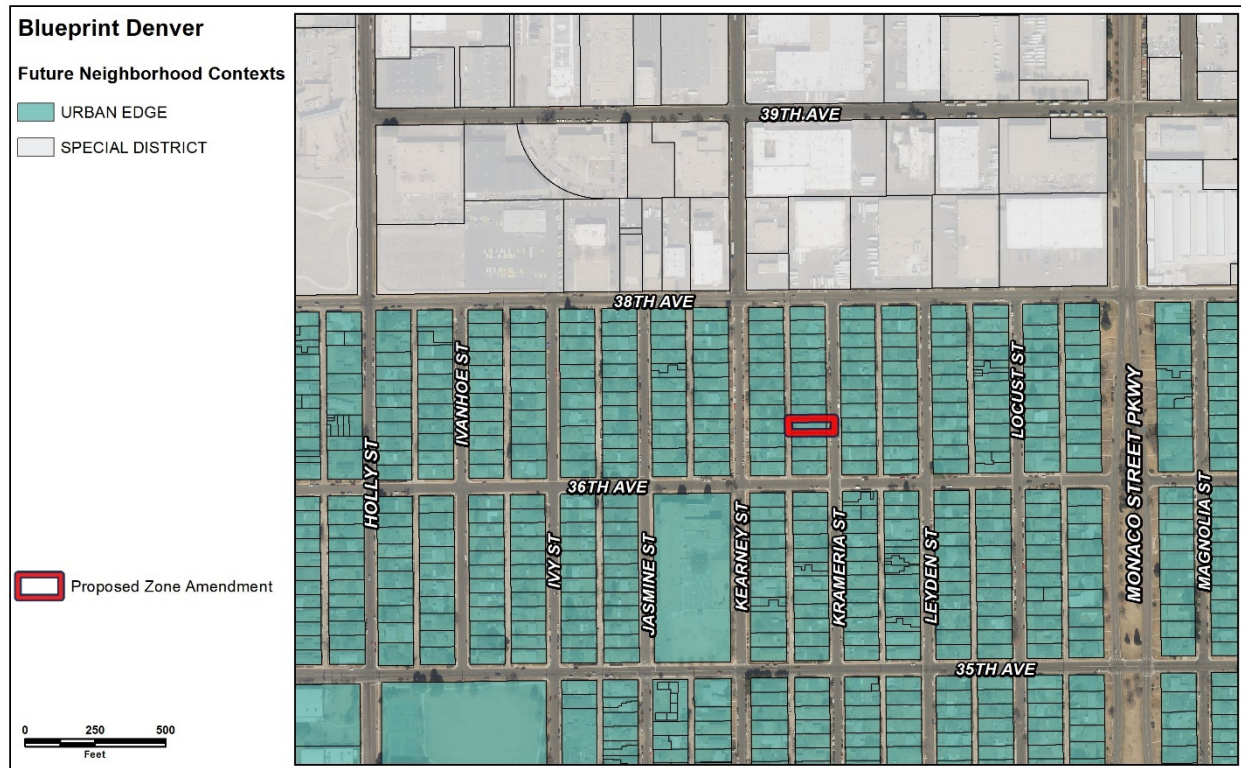 Blueprint Denver
Future Neighborhood Contexts
URBAN EDGE
SPECIAL DISTRICT
39TH AVE
38TH AVE
IVANHOE ST
LOCUST ST
HOLLY ST
36TH AVE
MONACO STREET PKWY
MAGNOLIA ST
IVY ST
JASMINE ST
KEARNEY ST
KRAMERIA ST
LEYDEN ST
Proposed Zone Amendment
35TH AVE
0 250 500
Feet